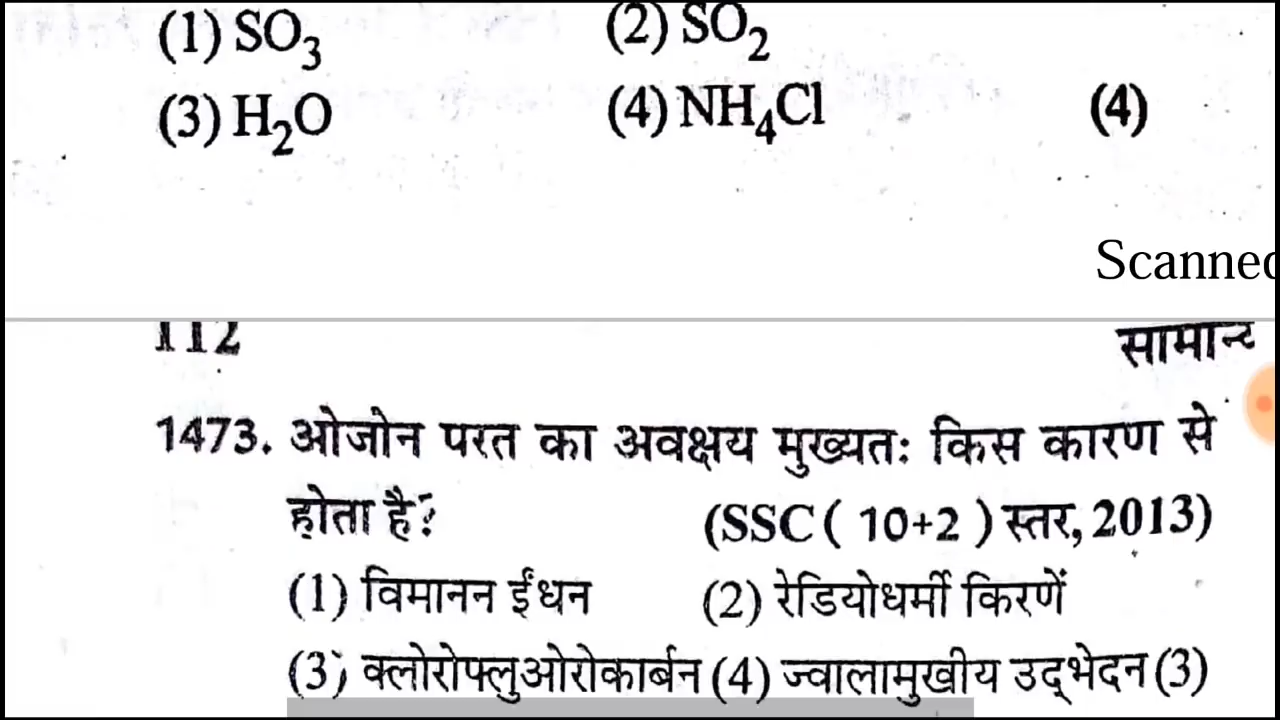 (1) SO₃ (2) SO₂
(3) H₂O (4) NH₄Cl (4)
Scanned
112 सामान्य
1473. ओजोन परत का अवक्षय मुख्यतः किस कारण से
होता है? (SSC ( 10+2 ) स्तर, 2013)
(1) विमानन ईंधन (2) रेडियोधर्मी किरणें
(3) क्लोरोफ्लुओरोकार्बन (4) ज्वालामुखीय उद्भेदन (3)